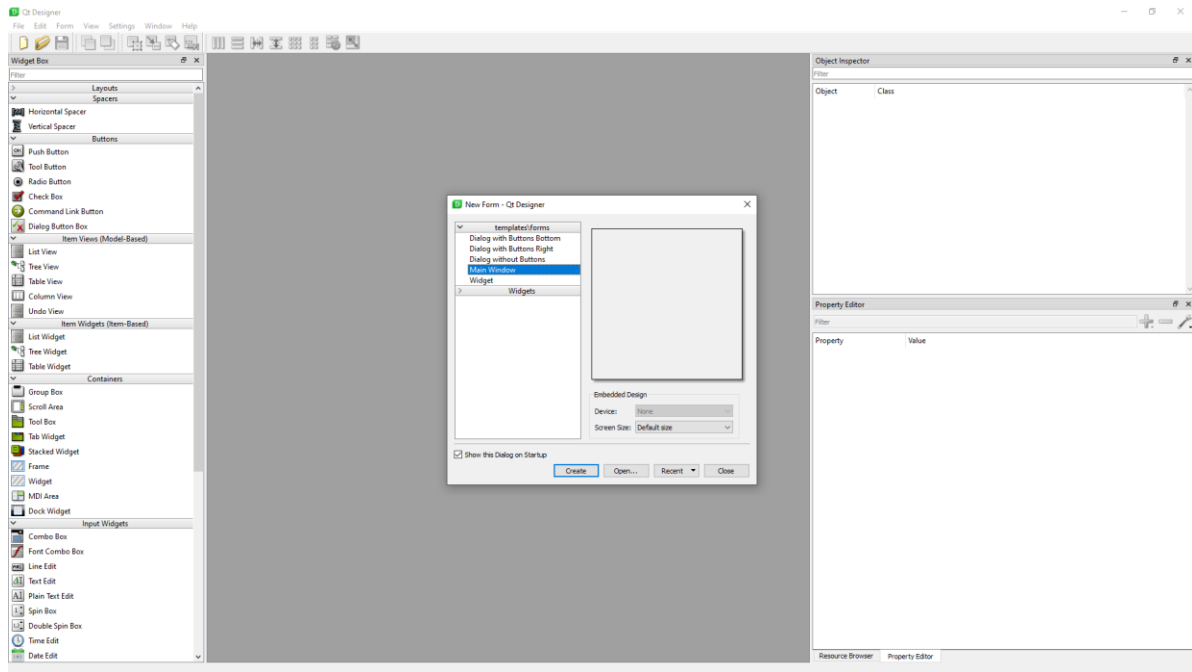 Qt Designer
File Edit Form View Settings Window Help
Widget Box
Filter
Layouts
Spacers
Horizontal Spacer
Vertical Spacer
Buttons
Push Button
Tool Button
Radio Button
Check Box
Command Link Button
Dialog Button Box
Item Views (Model-Based)
List View
Tree View
Table View
Column View
Undo View
Item Widgets (Item-Based)
List Widget
Tree Widget
Table Widget
Containers
Group Box
Scroll Area
Tool Box
Tab Widget
Stacked Widget
Frame
Widget
MDI Area
Dock Widget
Input Widgets
Combo Box
Font Combo Box
Line Edit
Text Edit
Plain Text Edit
Spin Box
Double Spin Box
Time Edit
Date Edit
New Form - Qt Designer
templates\forms
Dialog with Buttons Bottom
Dialog with Buttons Right
Dialog without Buttons
Main Window
Widget
Widgets
Embedded Design
Device: None
Screen Size: Default size
Show this Dialog on Startup
Create Open... Recent Close
Object Inspector
Filter
Object Class
Property Editor
Filter
Property Value
Resource Browser Property Editor